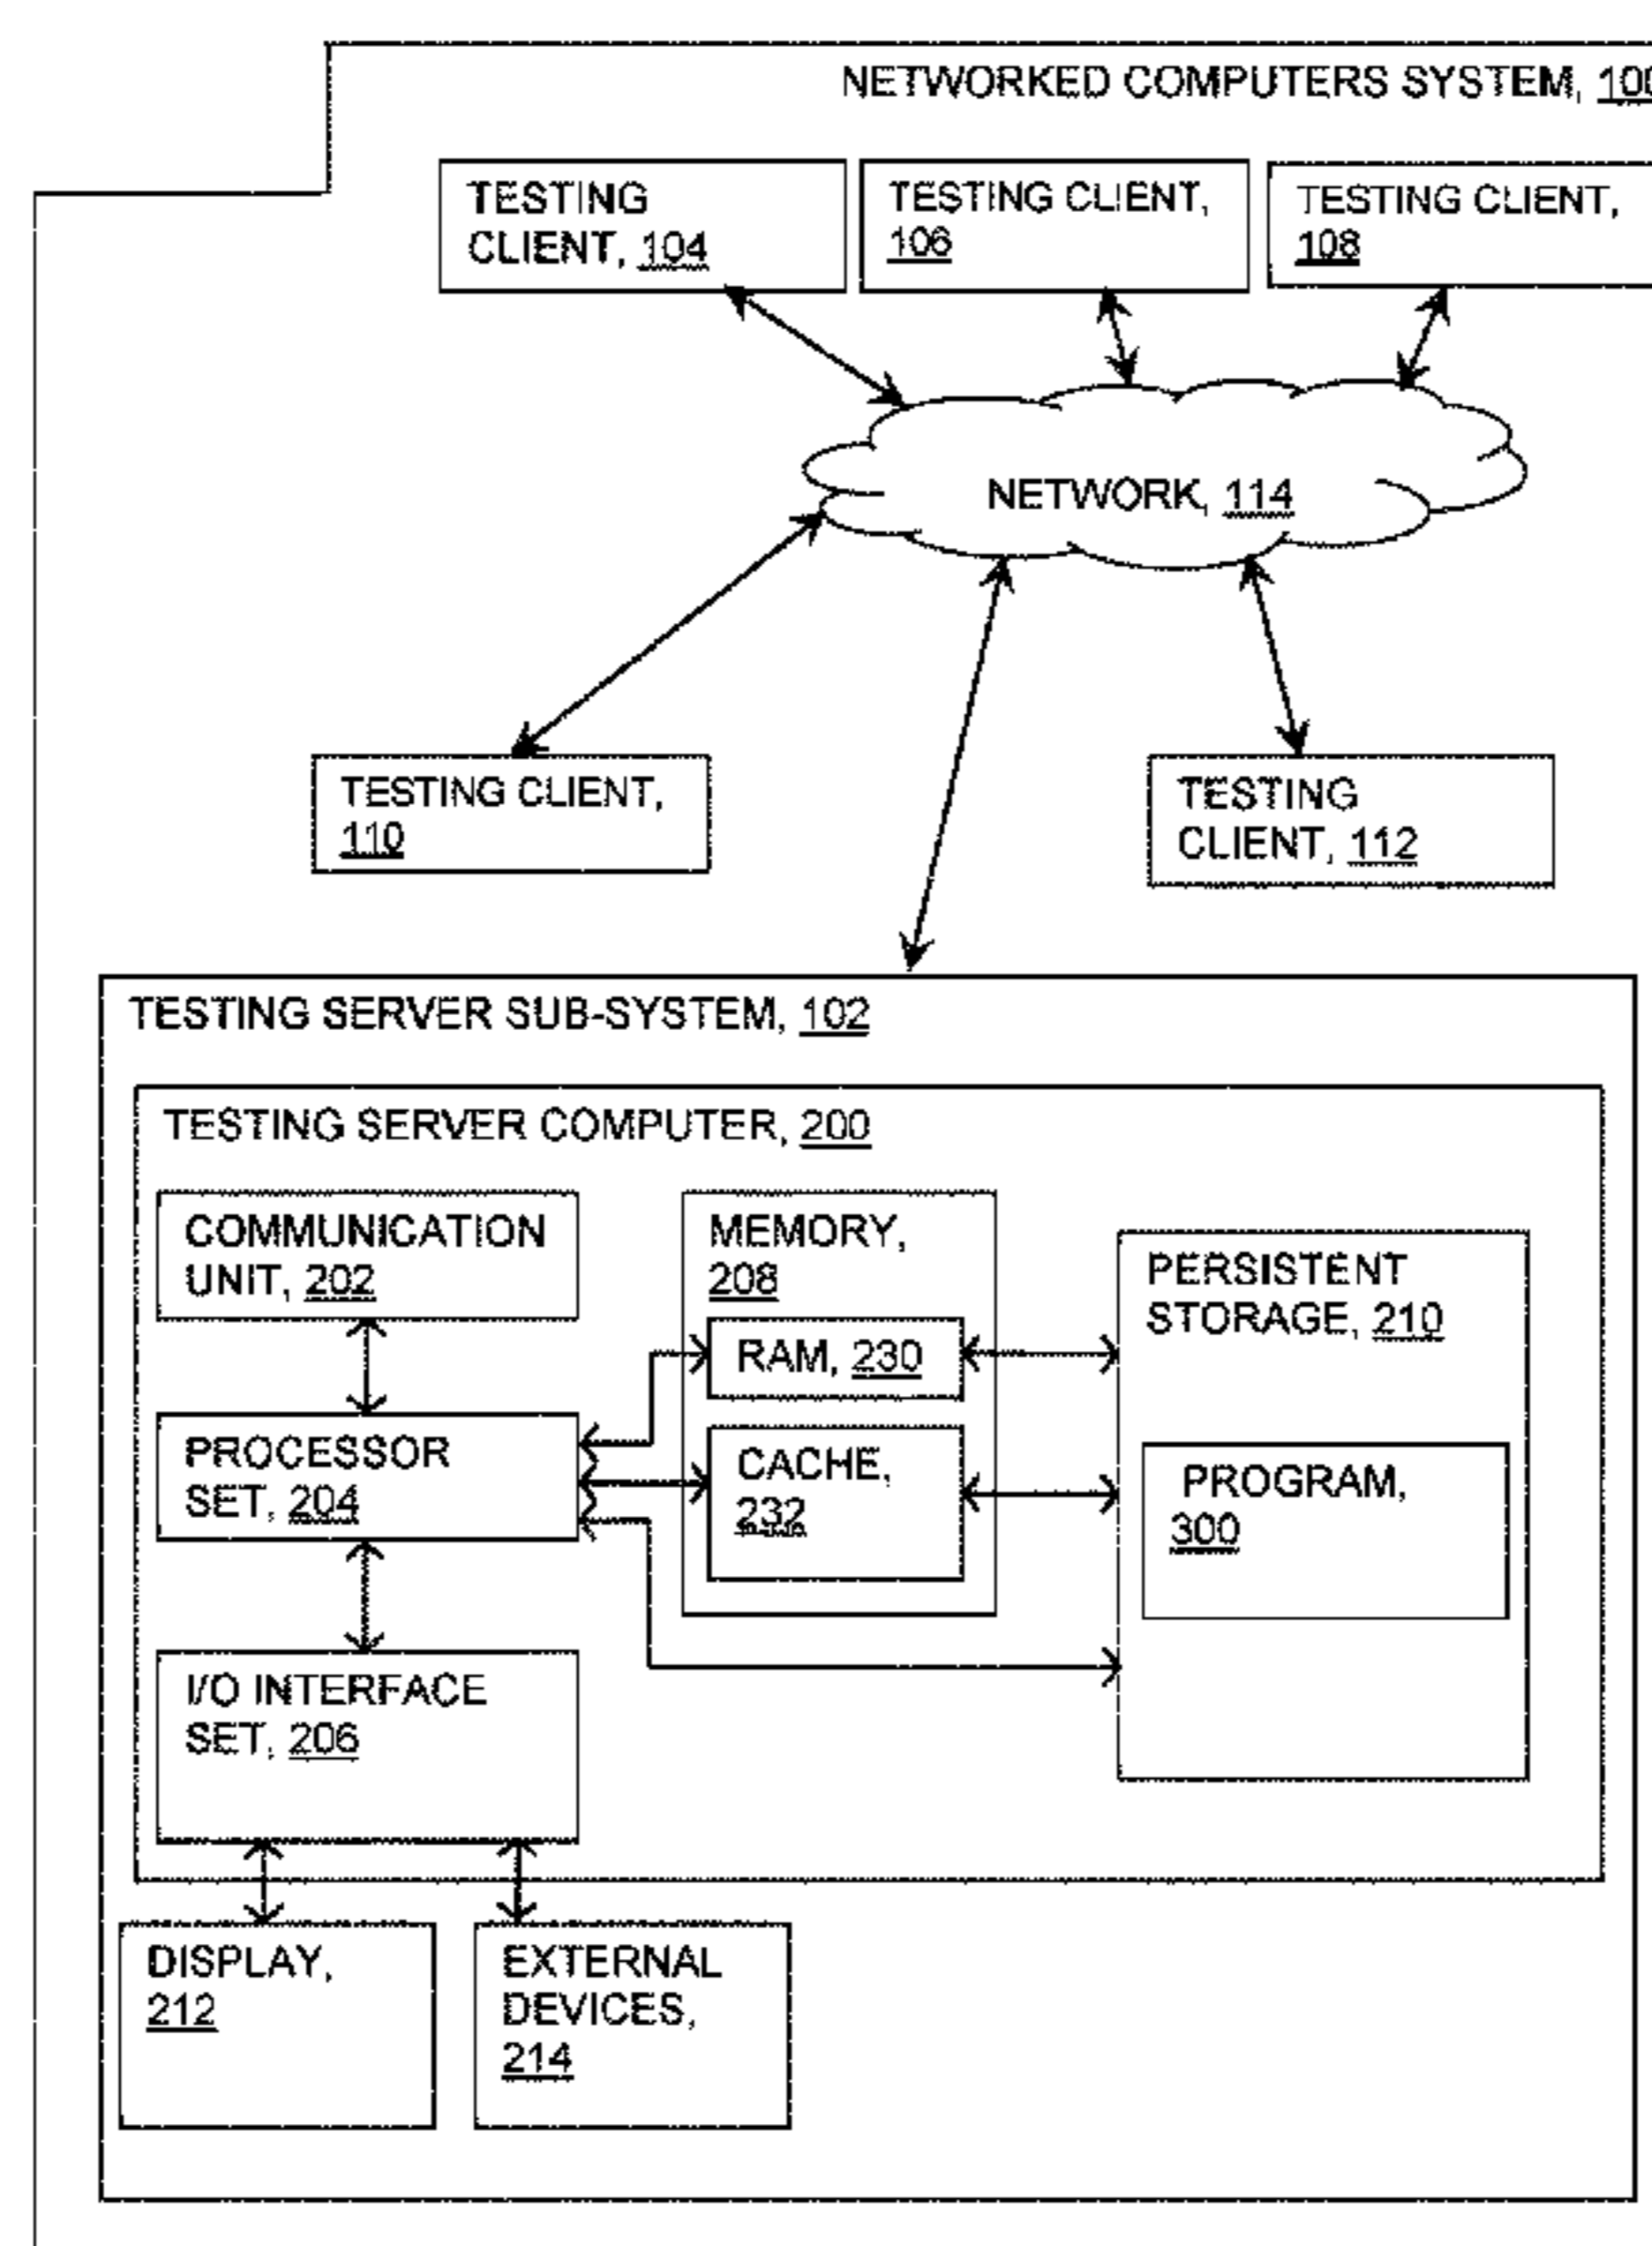 NETWORKED COMPUTERS SYSTEM, 100
TESTING
CLIENT, 104
TESTING CLIENT,
106
TESTING CLIENT,
108
NETWORK, 114
TESTING CLIENT,
110
TESTING
CLIENT, 112
TESTING SERVER SUB-SYSTEM, 102
TESTING SERVER COMPUTER, 200
COMMUNICATION
UNIT, 202
MEMORY,
208
RAM, 230
CACHE,
232
PERSISTENT
STORAGE, 210
PROGRAM,
300
PROCESSOR
SET, 204
I/O INTERFACE
SET, 206
DISPLAY,
212
EXTERNAL
DEVICES,
214